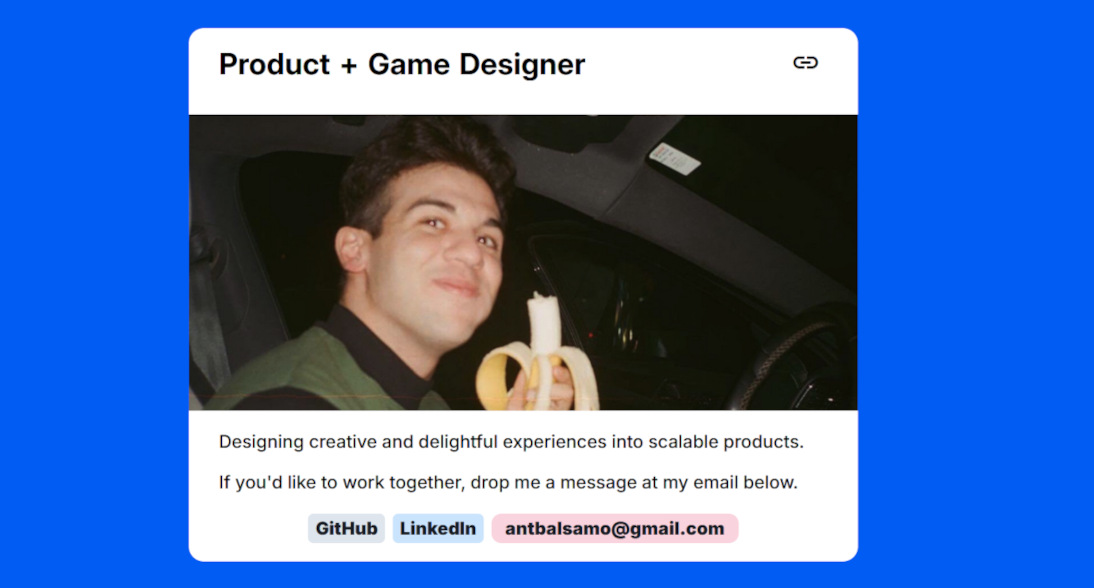 Product + Game Designer
Designing creative and delightful experiences into scalable products.
If you'd like to work together, drop me a message at my email below.
GitHub LinkedIn antbalsamo@gmail.com